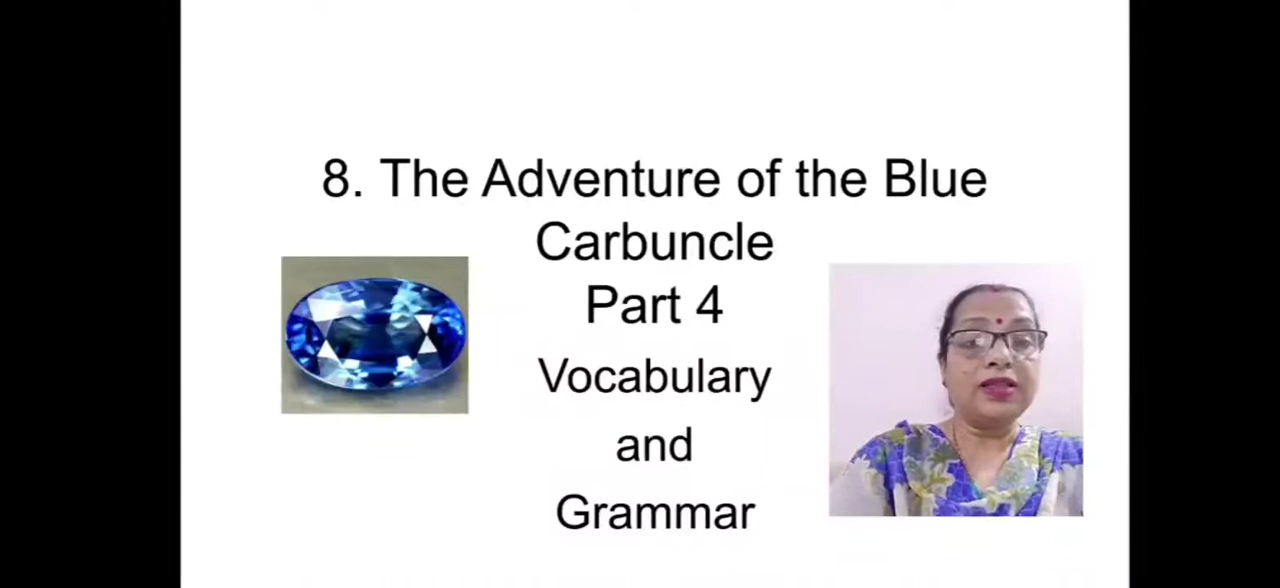 8. The Adventure of the Blue
Carbuncle
Part 4
Vocabulary
and
Grammar